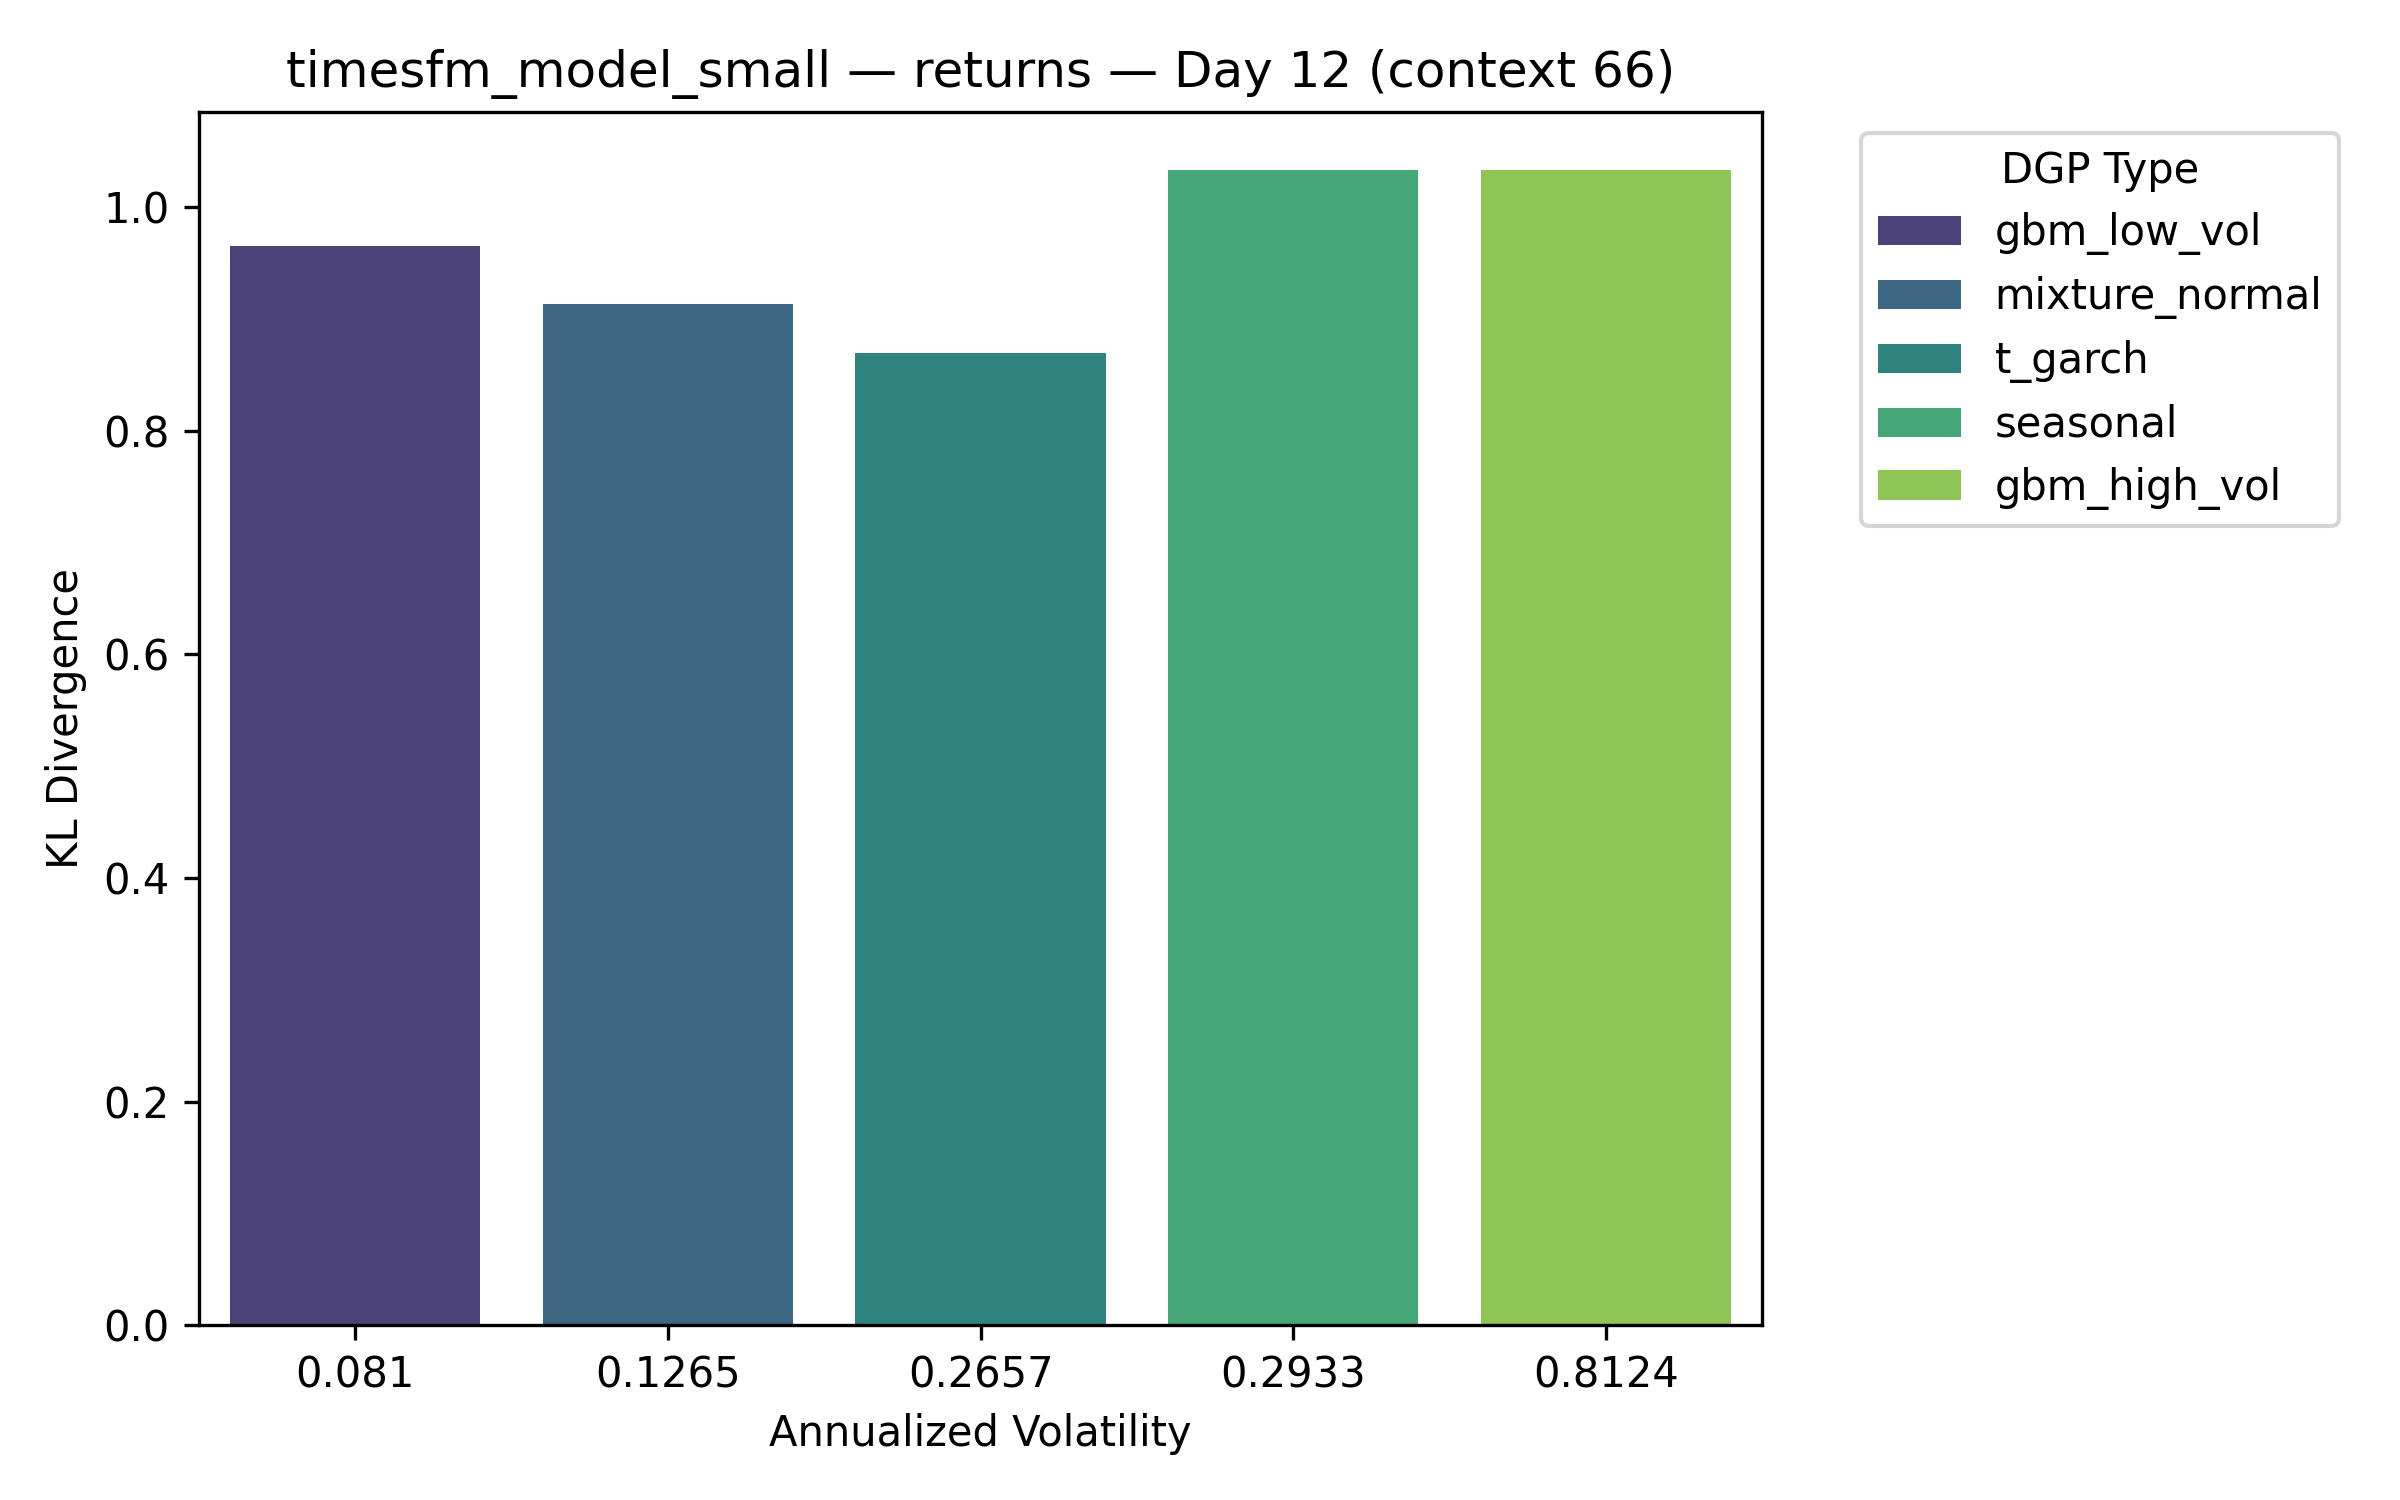 timesfm_model_small — returns — Day 12 (context 66)
DGP Type
gbm_low_vol
mixture_normal
t_garch
seasonal
gbm_high_vol
KL Divergence
1.0
0.8
0.6
0.4
0.2
0.0
0.081 0.1265 0.2657 0.2933 0.8124
Annualized Volatility